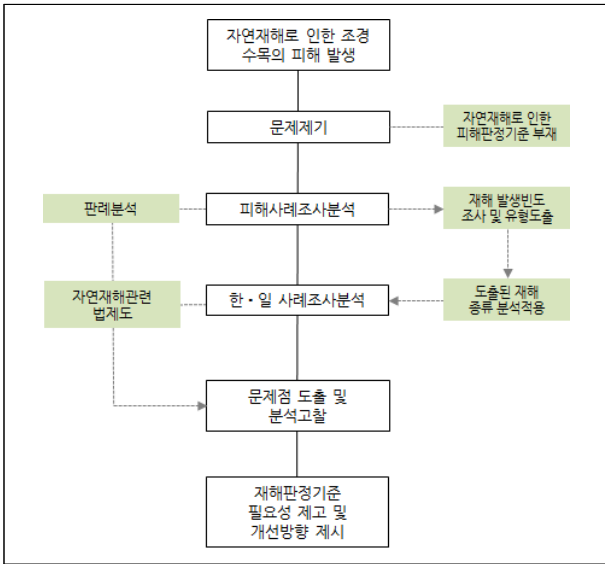 자연재해로 인한 조경
수목의 피해 발생
문제제기
자연재해로 인한
피해판정기준 부재
판례분석
피해사례조사분석
재해 발생빈도
조사 및 유형도출
자연재해관련
법제도
한・일 사례조사분석
도출된 재해
종류 분석적용
문제점 도출 및
분석고찰
재해판정기준
필요성 제고 및
개선방향 제시